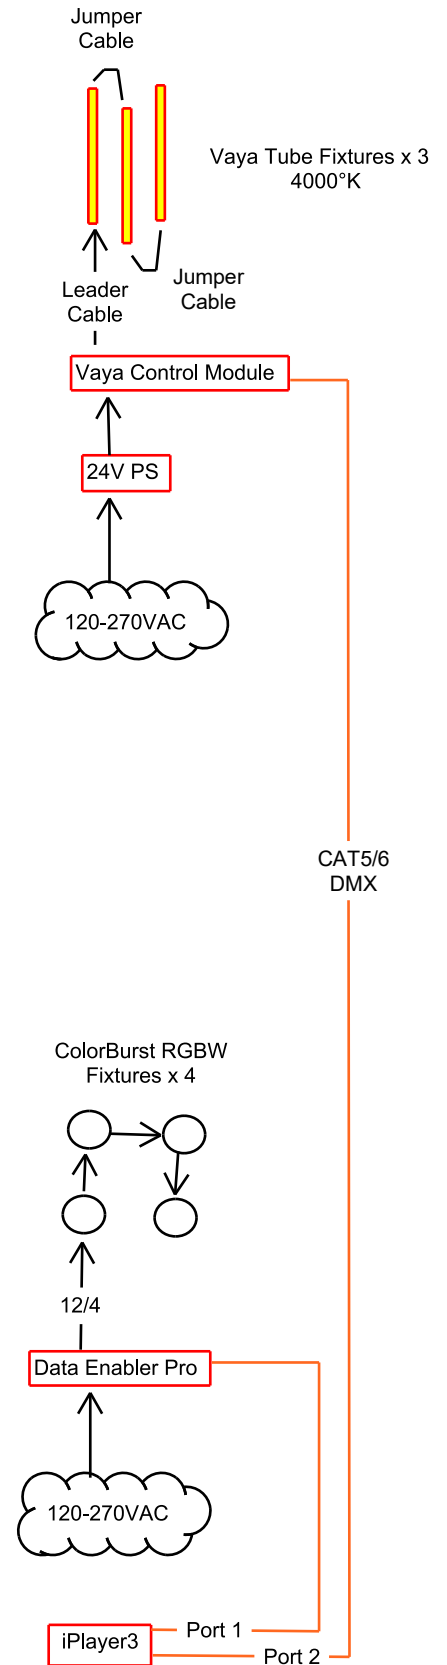 Jumper
Cable
Vaya Tube Fixtures x 3
4000°K
Jumper
Cable
Leader
Cable
Vaya Control Module
24V PS
120-270VAC
CAT5/6
DMX
ColorBurst RGBW
Fixtures x 4
12/4
Data Enabler Pro
120-270VAC
iPlayer3
Port 1
Port 2